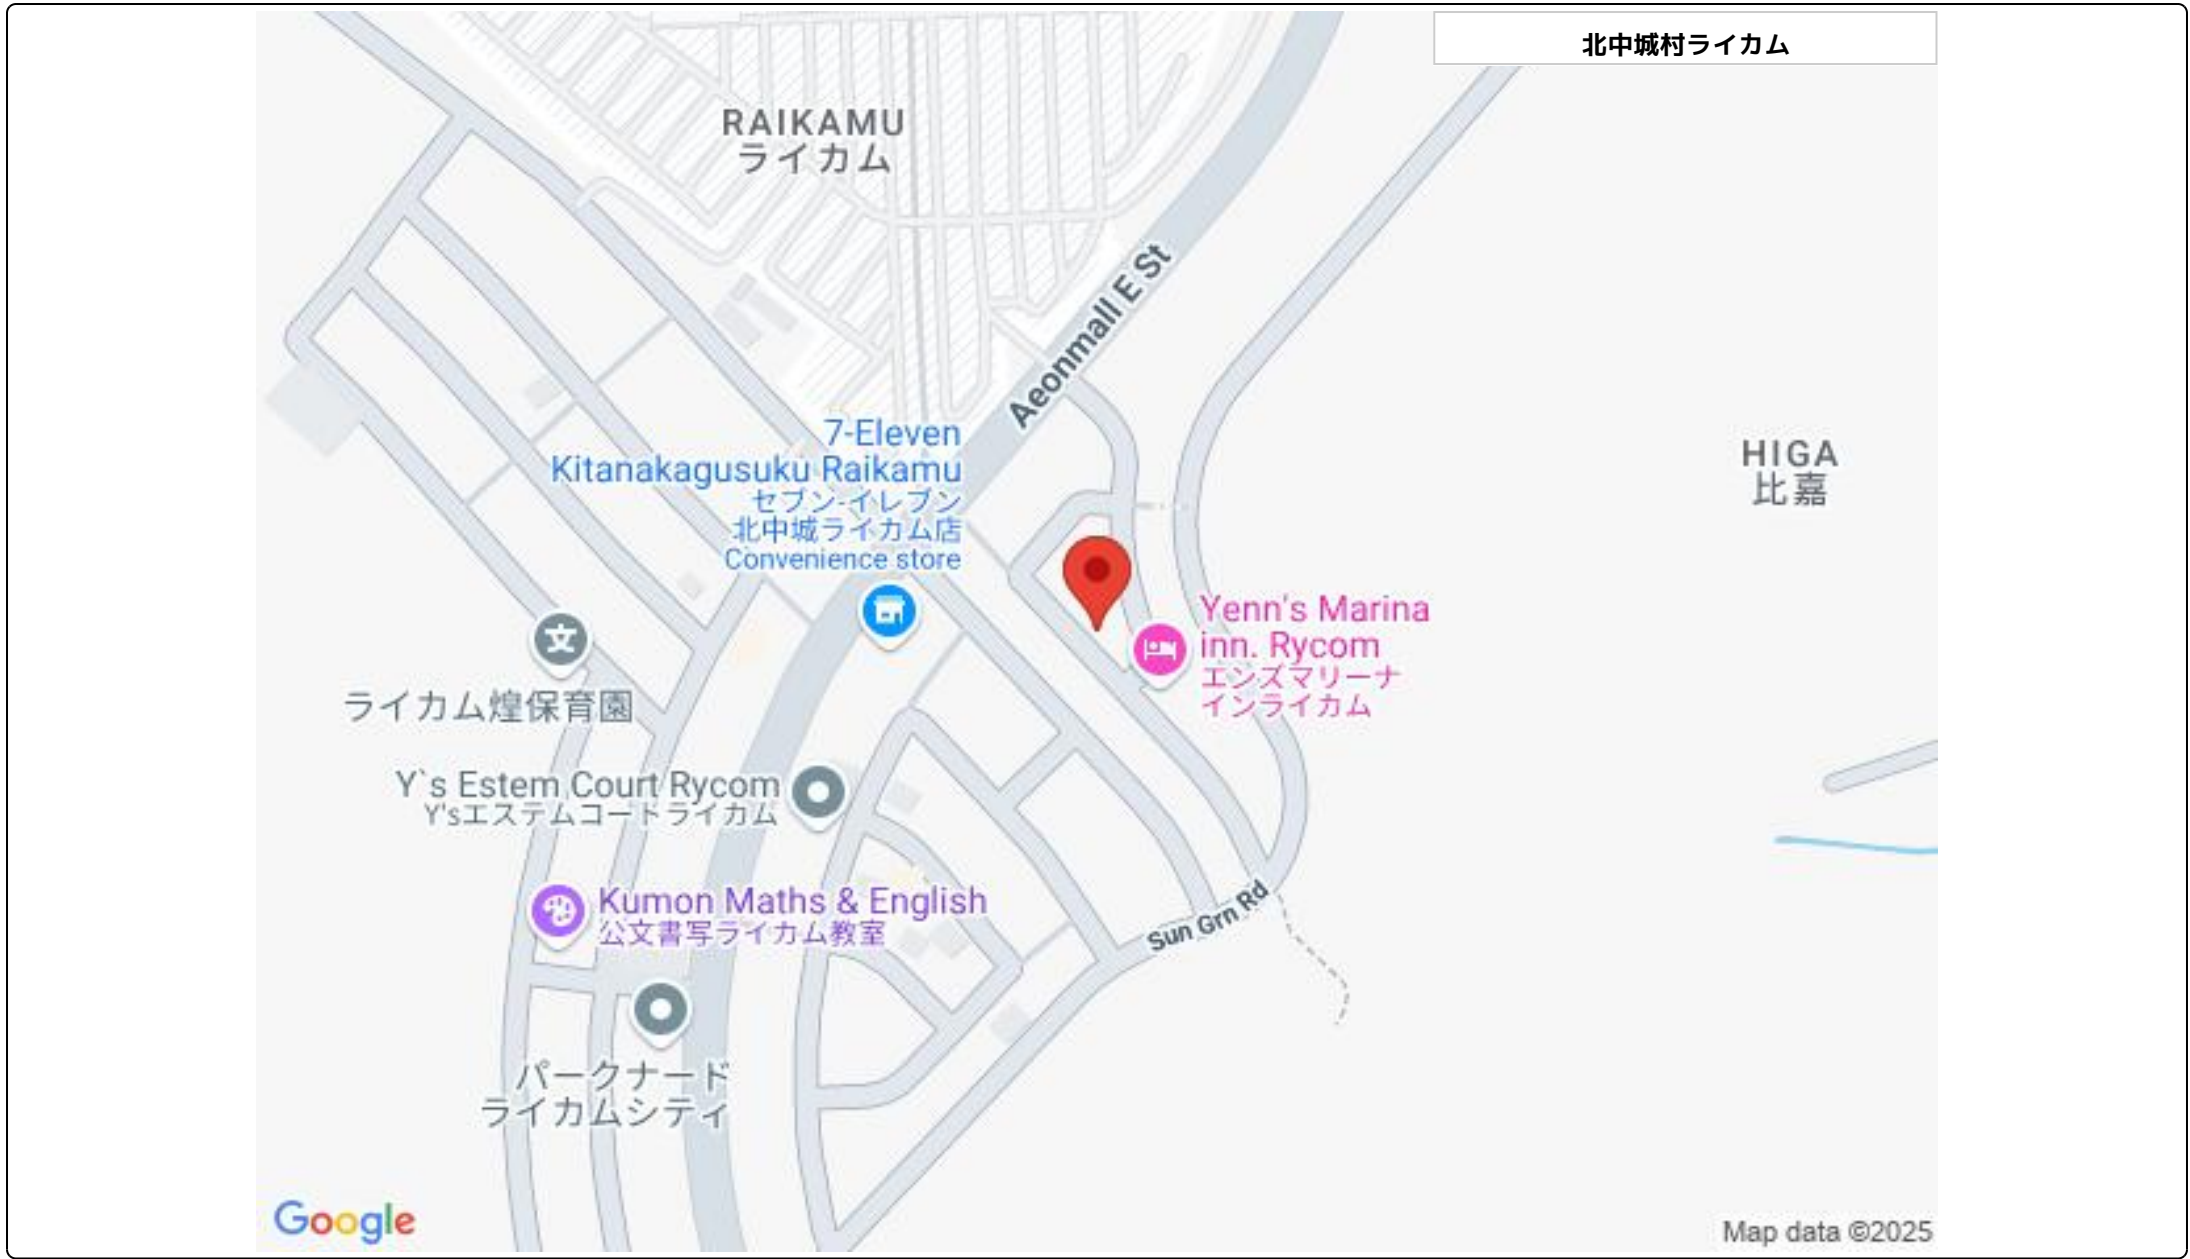 北中城村ライカム
RAIKAMU
ライカム
Aeonmall E St
7-Eleven
Kitanakagusuku Raikamu
セブン-イレブン
北中城ライカム店
Convenience store
HIGA
比嘉
Yenn's Marina
inn. Rycom
エンズマリーナ
インライカム
文
ライカム煌保育園
Y`s Estem Court Rycom
Y'sエステムコートライカム
Kumon Maths & English
公文書写ライカム教室
Sun Grn Rd
パークナード
ライカムシティ
Google
Map data ©2025